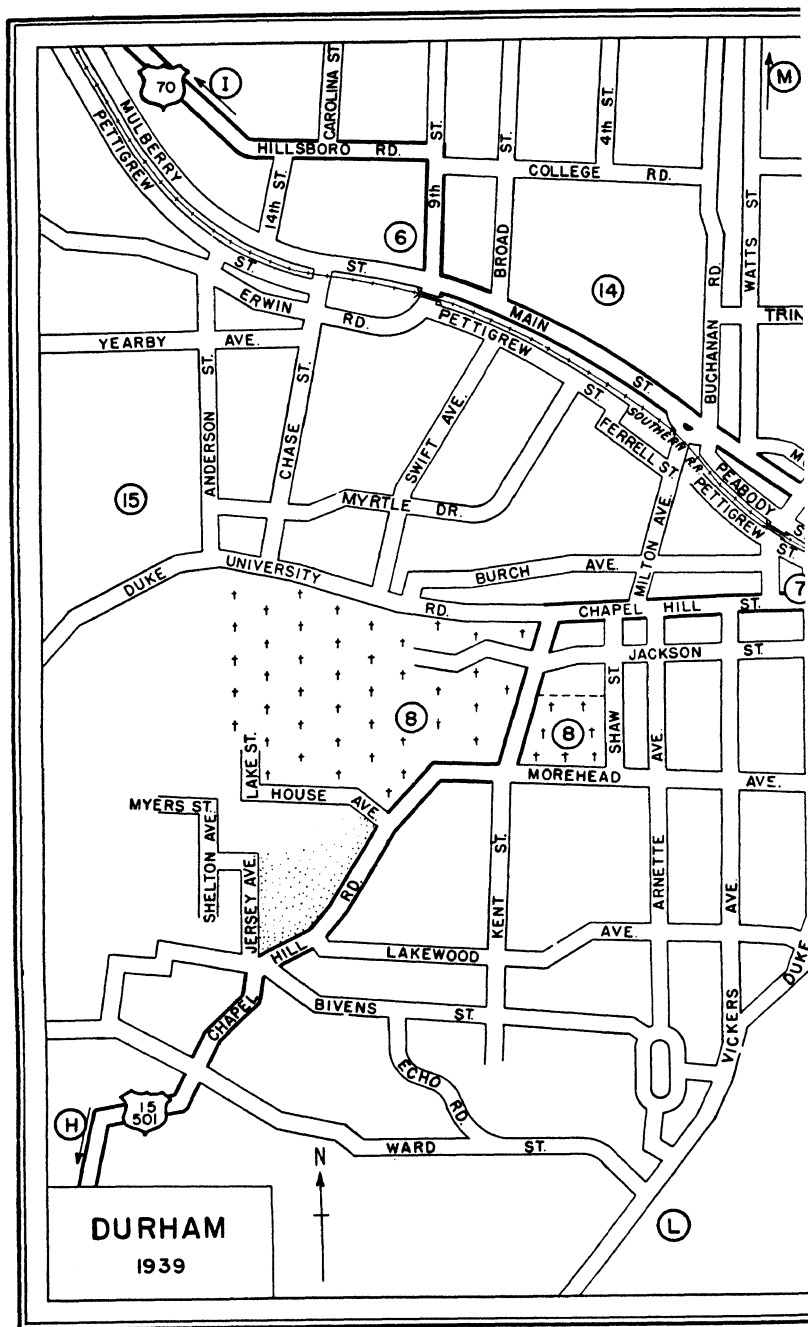 70
I
CAROLINA ST.
M
MULBERRY ST.
PETTIGREW ST.
HILLSBORO RD.
9th ST.
ST.
4th ST.
COLLEGE RD.
WATTS ST.
14th ST.
6
BROAD
14
BUCHANAN RD.
TRIN
ERWIN RD.
MAIN ST.
PETTIGREW ST.
YEARBY AVE.
ANDERSON ST.
CHASE ST.
SWIFT AVE.
FERRELL ST.
SOUTHERN R.R.
PEABODY
PETTIGREW ST.
15
MYRTLE DR.
MILTON AVE.
DUKE UNIVERSITY RD.
BURCH AVE.
7
CHAPEL HILL ST.
JACKSON ST.
8
8
SHAW ST.
LAKE ST.
HOUSE AVE.
MOREHEAD AVE.
MYERS ST.
SHELTON AVE.
JERSEY AVE.
KENT ST.
ARNETTE AVE.
VICKERS AVE.
LAKEWOOD AVE.
DUKE
CHAPEL HILL RD.
BIVENS ST.
ECHO RD.
15
501
H
WARD ST.
N
L
DURHAM
1939